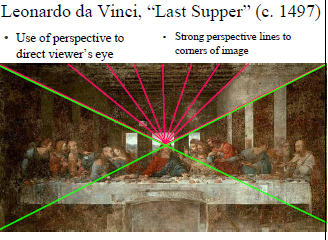 Leonardo da Vinci, “Last Supper” (c. 1497)
• Use of perspective to
direct viewer’s eye
• Strong perspective lines to
corners of image